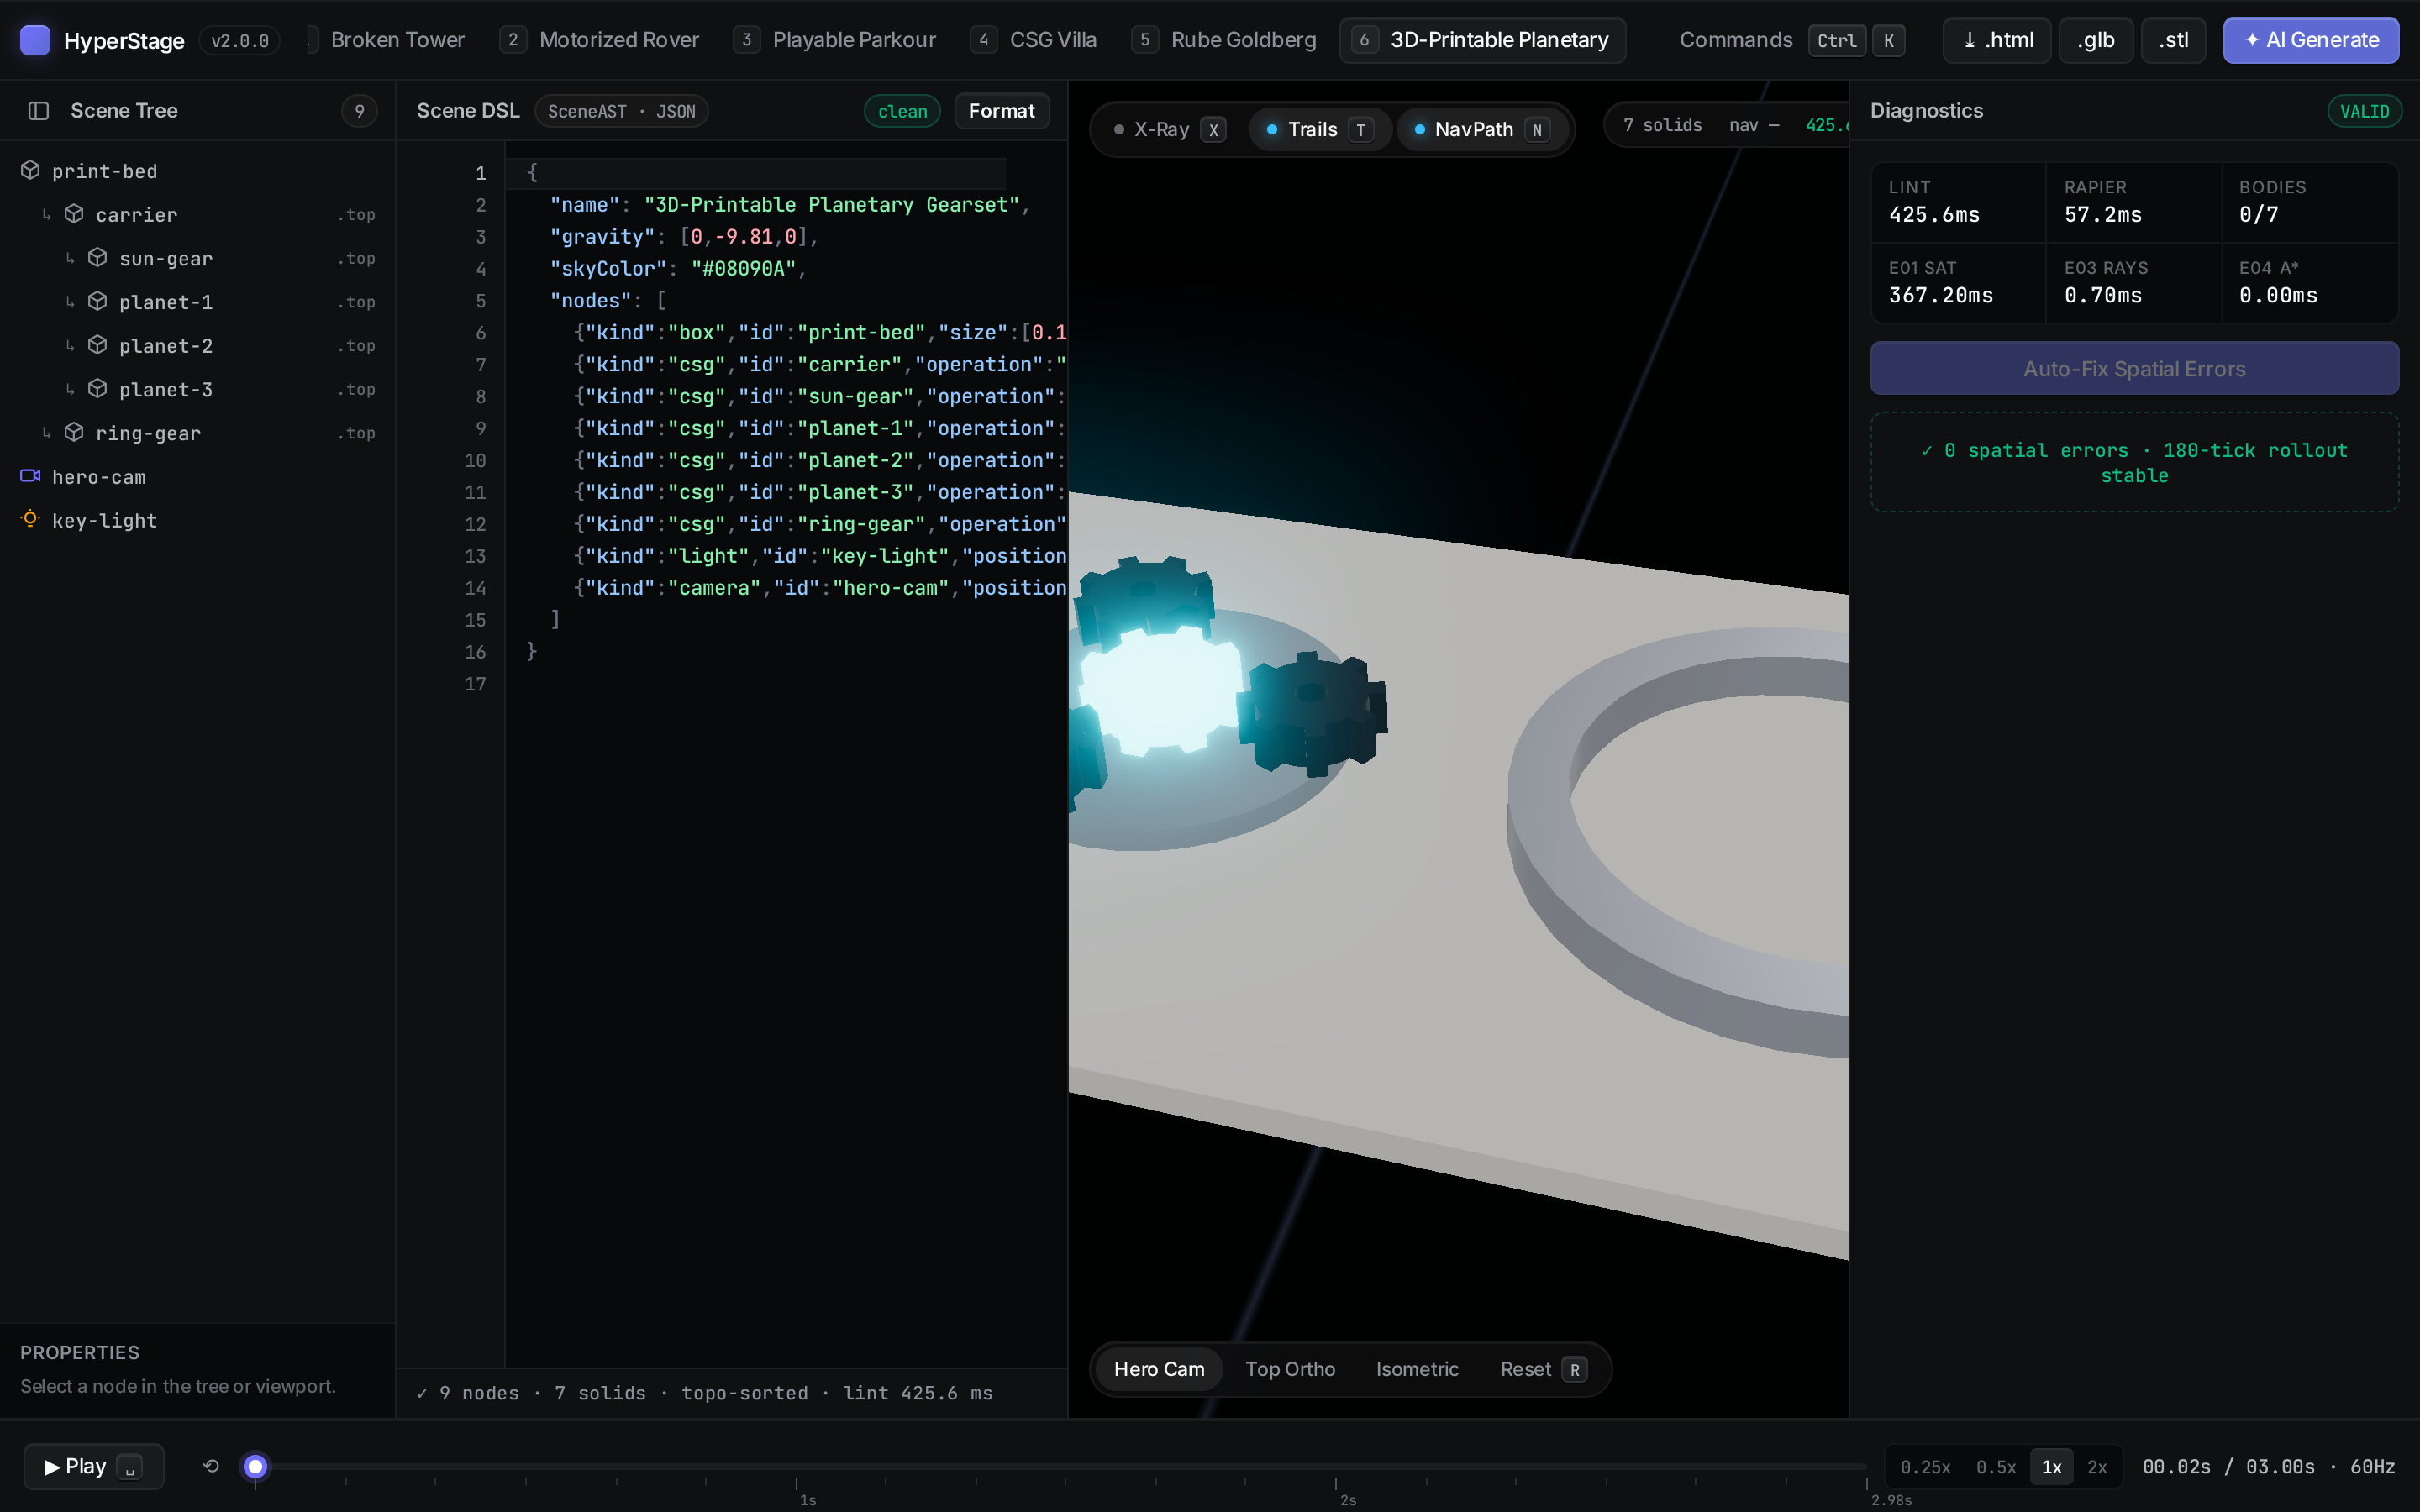 HyperStage v2.0.0 Broken Tower 2 Motorized Rover 3 Playable Parkour 4 CSG Villa 5 Rube Goldberg 6 3D-Printable Planetary Commands Ctrl K ⤓ .html .glb .stl ✦ AI Generate
Scene Tree 9
print-bed
↳ carrier .top
↳ sun-gear .top
↳ planet-1 .top
↳ planet-2 .top
↳ planet-3 .top
↳ ring-gear .top
hero-cam
key-light
PROPERTIES
Select a node in the tree or viewport.
Scene DSL SceneAST · JSON clean Format
1 {
2 "name": "3D-Printable Planetary Gearset",
3 "gravity": [0,-9.81,0],
4 "skyColor": "#08090A",
5 "nodes": [
6 {"kind":"box","id":"print-bed","size":[0.1
7 {"kind":"csg","id":"carrier","operation":"
8 {"kind":"csg","id":"sun-gear","operation":
9 {"kind":"csg","id":"planet-1","operation":
10 {"kind":"csg","id":"planet-2","operation":
11 {"kind":"csg","id":"planet-3","operation":
12 {"kind":"csg","id":"ring-gear","operation"
13 {"kind":"light","id":"key-light","position
14 {"kind":"camera","id":"hero-cam","position
15 ]
16 }
17
✓ 9 nodes · 7 solids · topo-sorted · lint 425.6 ms
X-Ray X Trails T NavPath N 7 solids nav — 425.6
Hero Cam Top Ortho Isometric Reset R
Diagnostics VALID
LINT RAPIER BODIES
425.6ms 57.2ms 0/7
E01 SAT E03 RAYS E04 A*
367.20ms 0.70ms 0.00ms
Auto-Fix Spatial Errors
✓ 0 spatial errors · 180-tick rollout
stable
▶ Play ␣ ⟲ 0.25x 0.5x 1x 2x 00.02s / 03.00s · 60Hz
1s 2s 2.98s